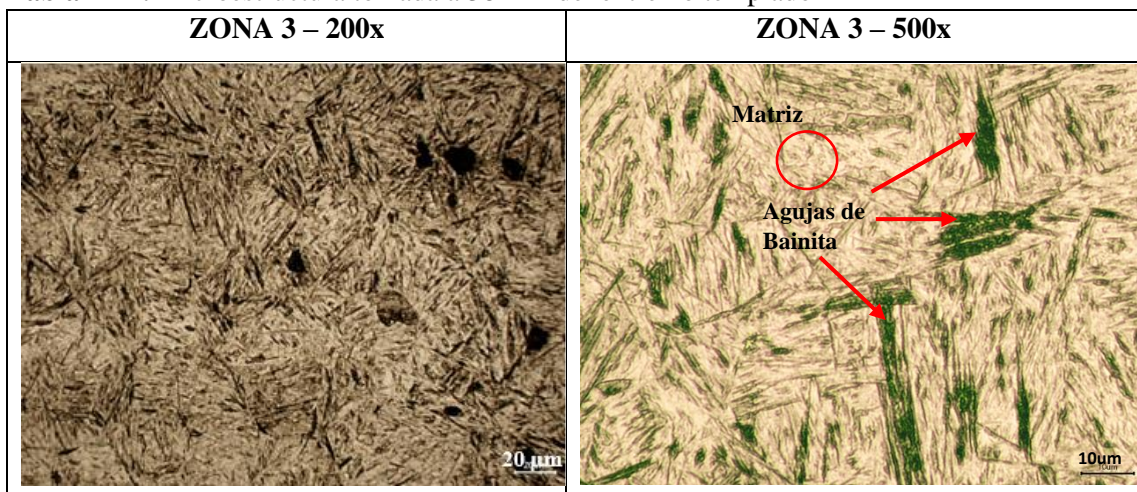 ZONA 3 – 200x
ZONA 3 – 500x
Matriz
Agujas de
Bainita
20 µm
10um